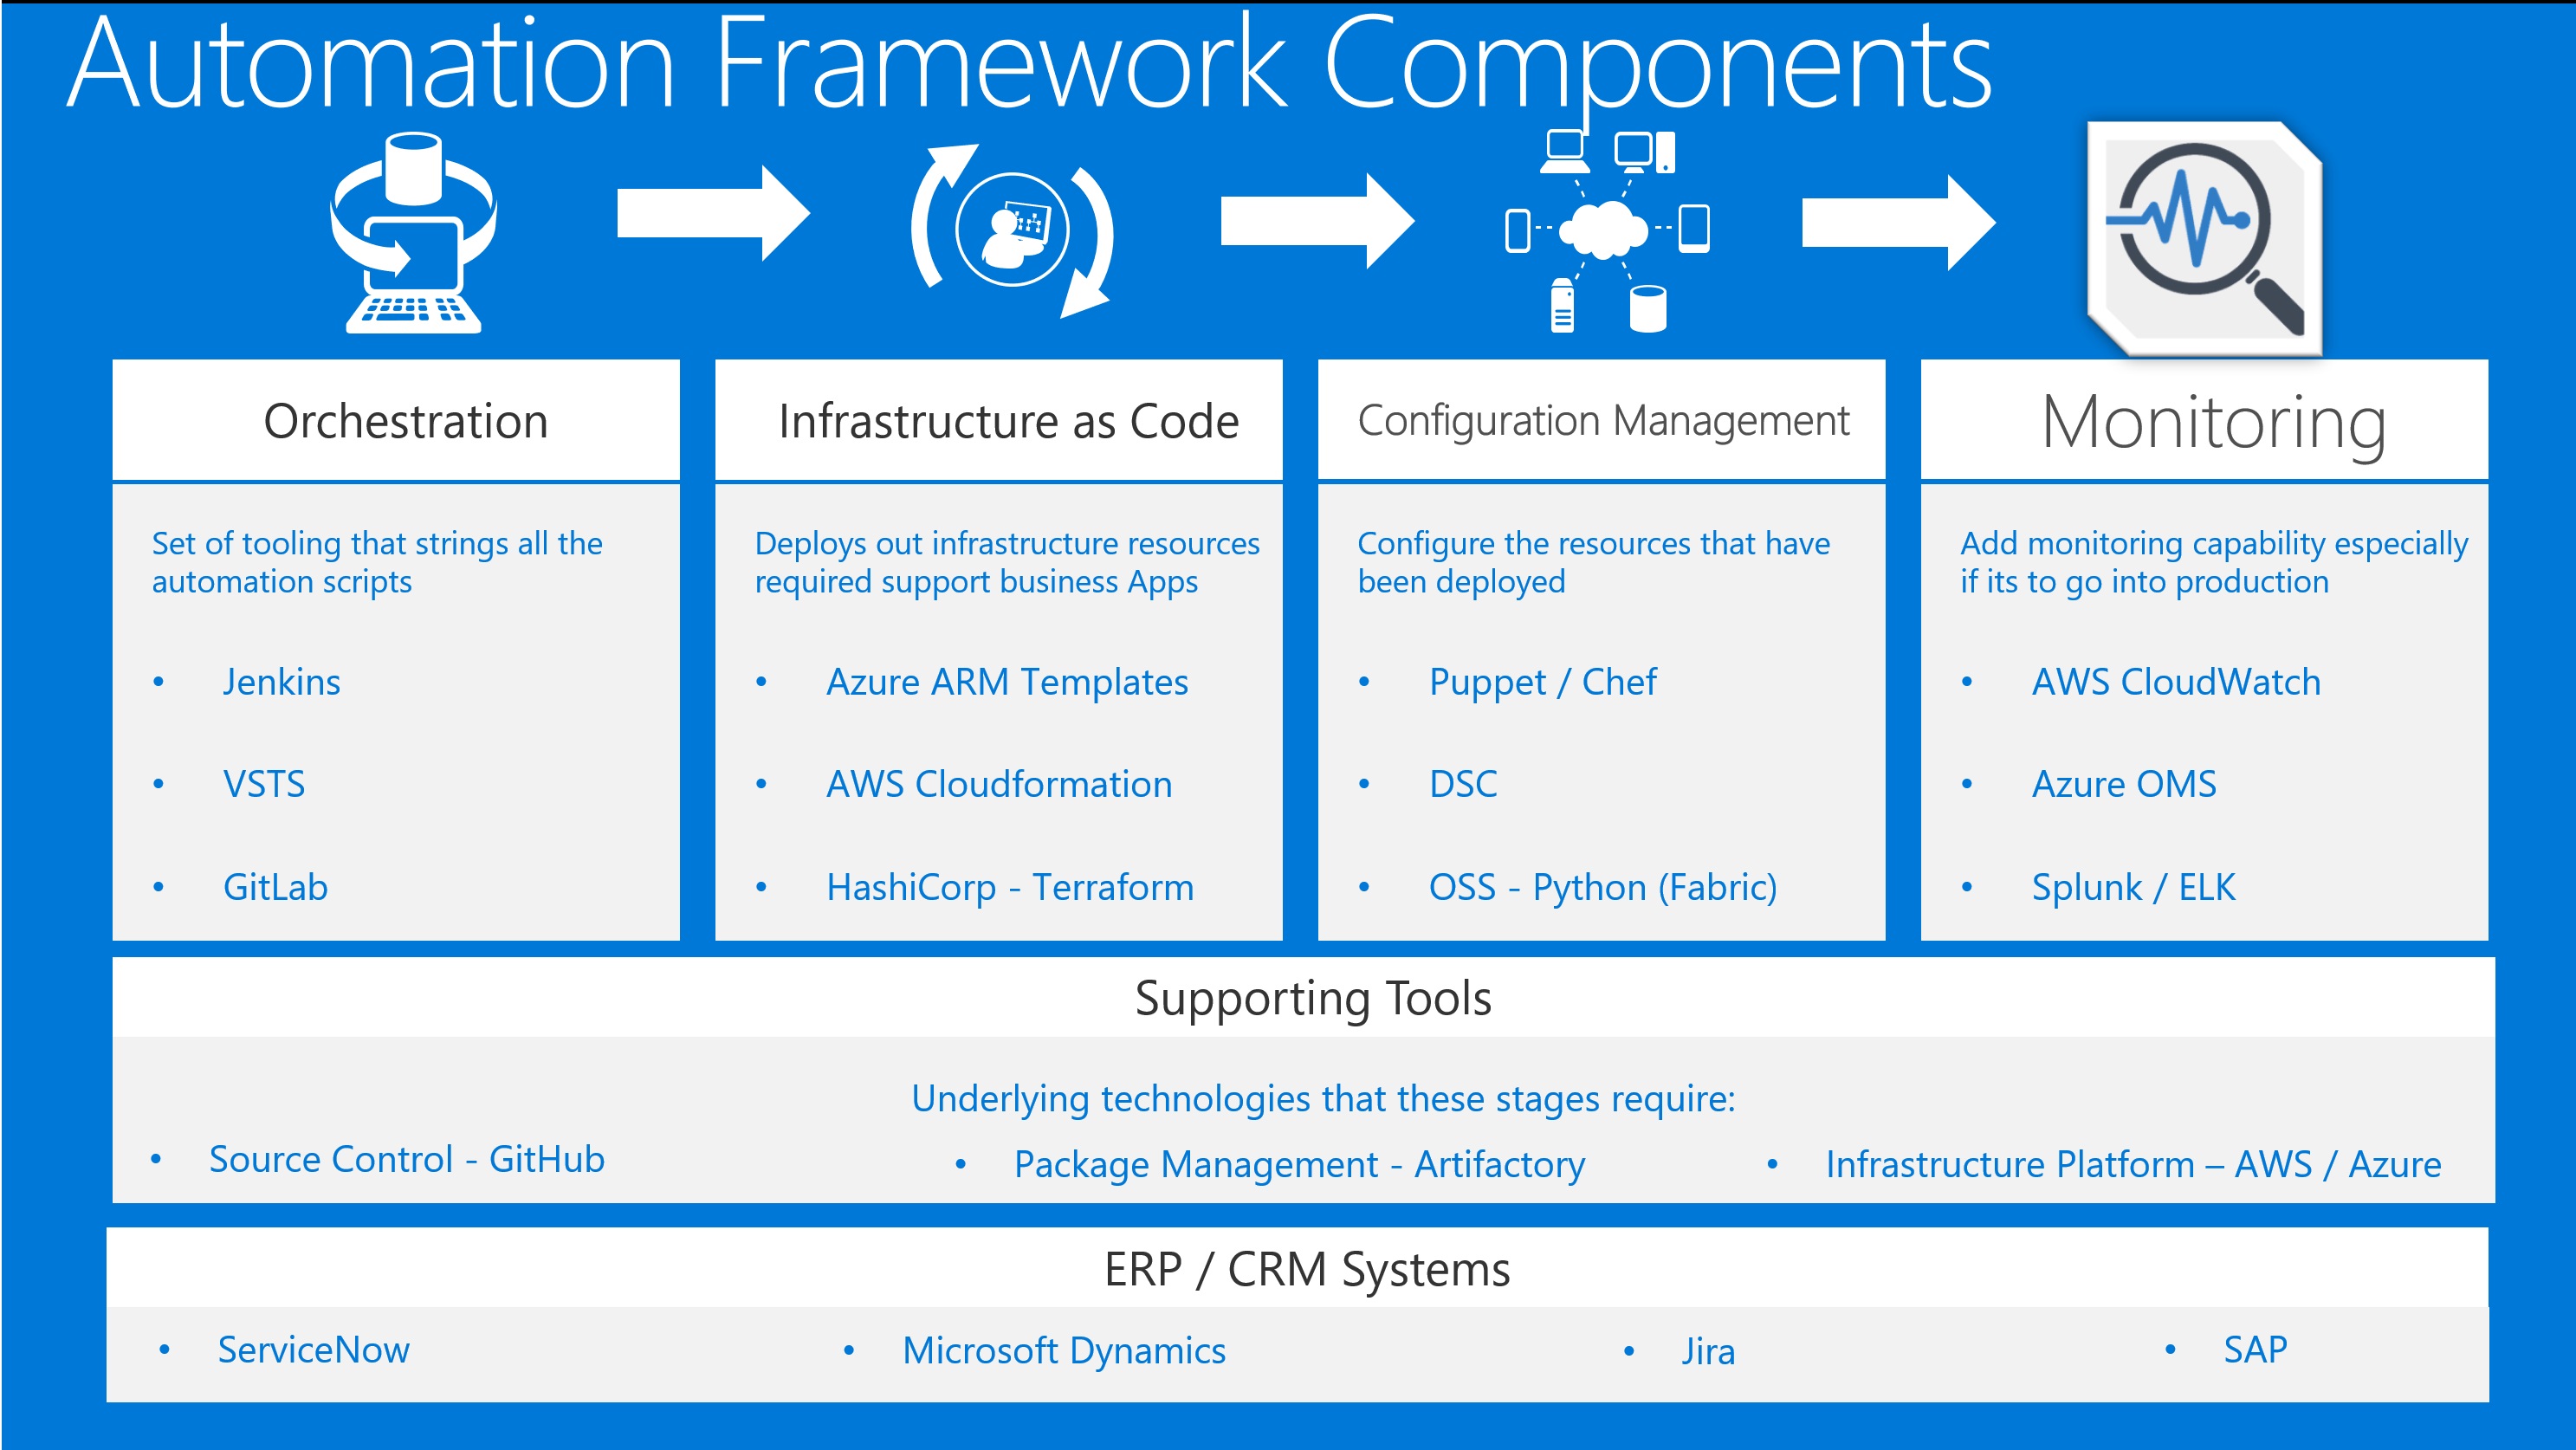 Automation Framework Components
Orchestration
Set of tooling that strings all the
automation scripts
• Jenkins
• VSTS
• GitLab
Infrastructure as Code
Deploys out infrastructure resources
required support business Apps
• Azure ARM Templates
• AWS Cloudformation
• HashiCorp - Terraform
Configuration Management
Configure the resources that have
been deployed
• Puppet / Chef
• DSC
• OSS - Python (Fabric)
Monitoring
Add monitoring capability especially
if its to go into production
• AWS CloudWatch
• Azure OMS
• Splunk / ELK
Supporting Tools
Underlying technologies that these stages require:
• Source Control - GitHub
• Package Management - Artifactory
• Infrastructure Platform – AWS / Azure
ERP / CRM Systems
• ServiceNow
• Microsoft Dynamics
• Jira
• SAP